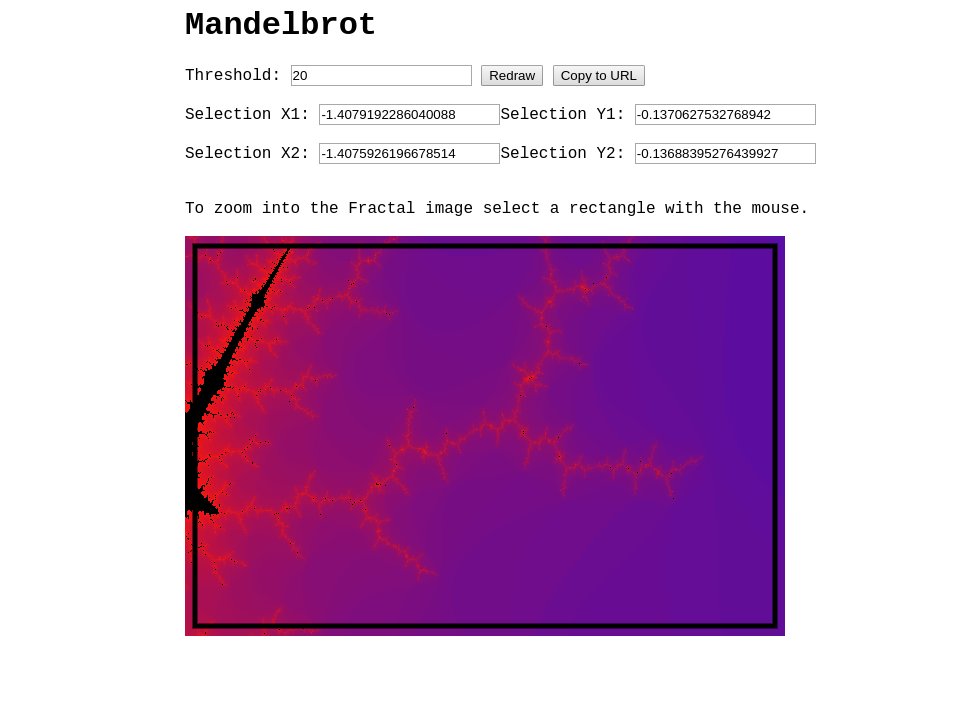 Mandelbrot
Threshold: 20 Redraw Copy to URL
Selection X1: -1.4079192286040088 Selection Y1: -0.1370627532768942
Selection X2: -1.4075926196678514 Selection Y2: -0.13688395276439927
To zoom into the Fractal image select a rectangle with the mouse.